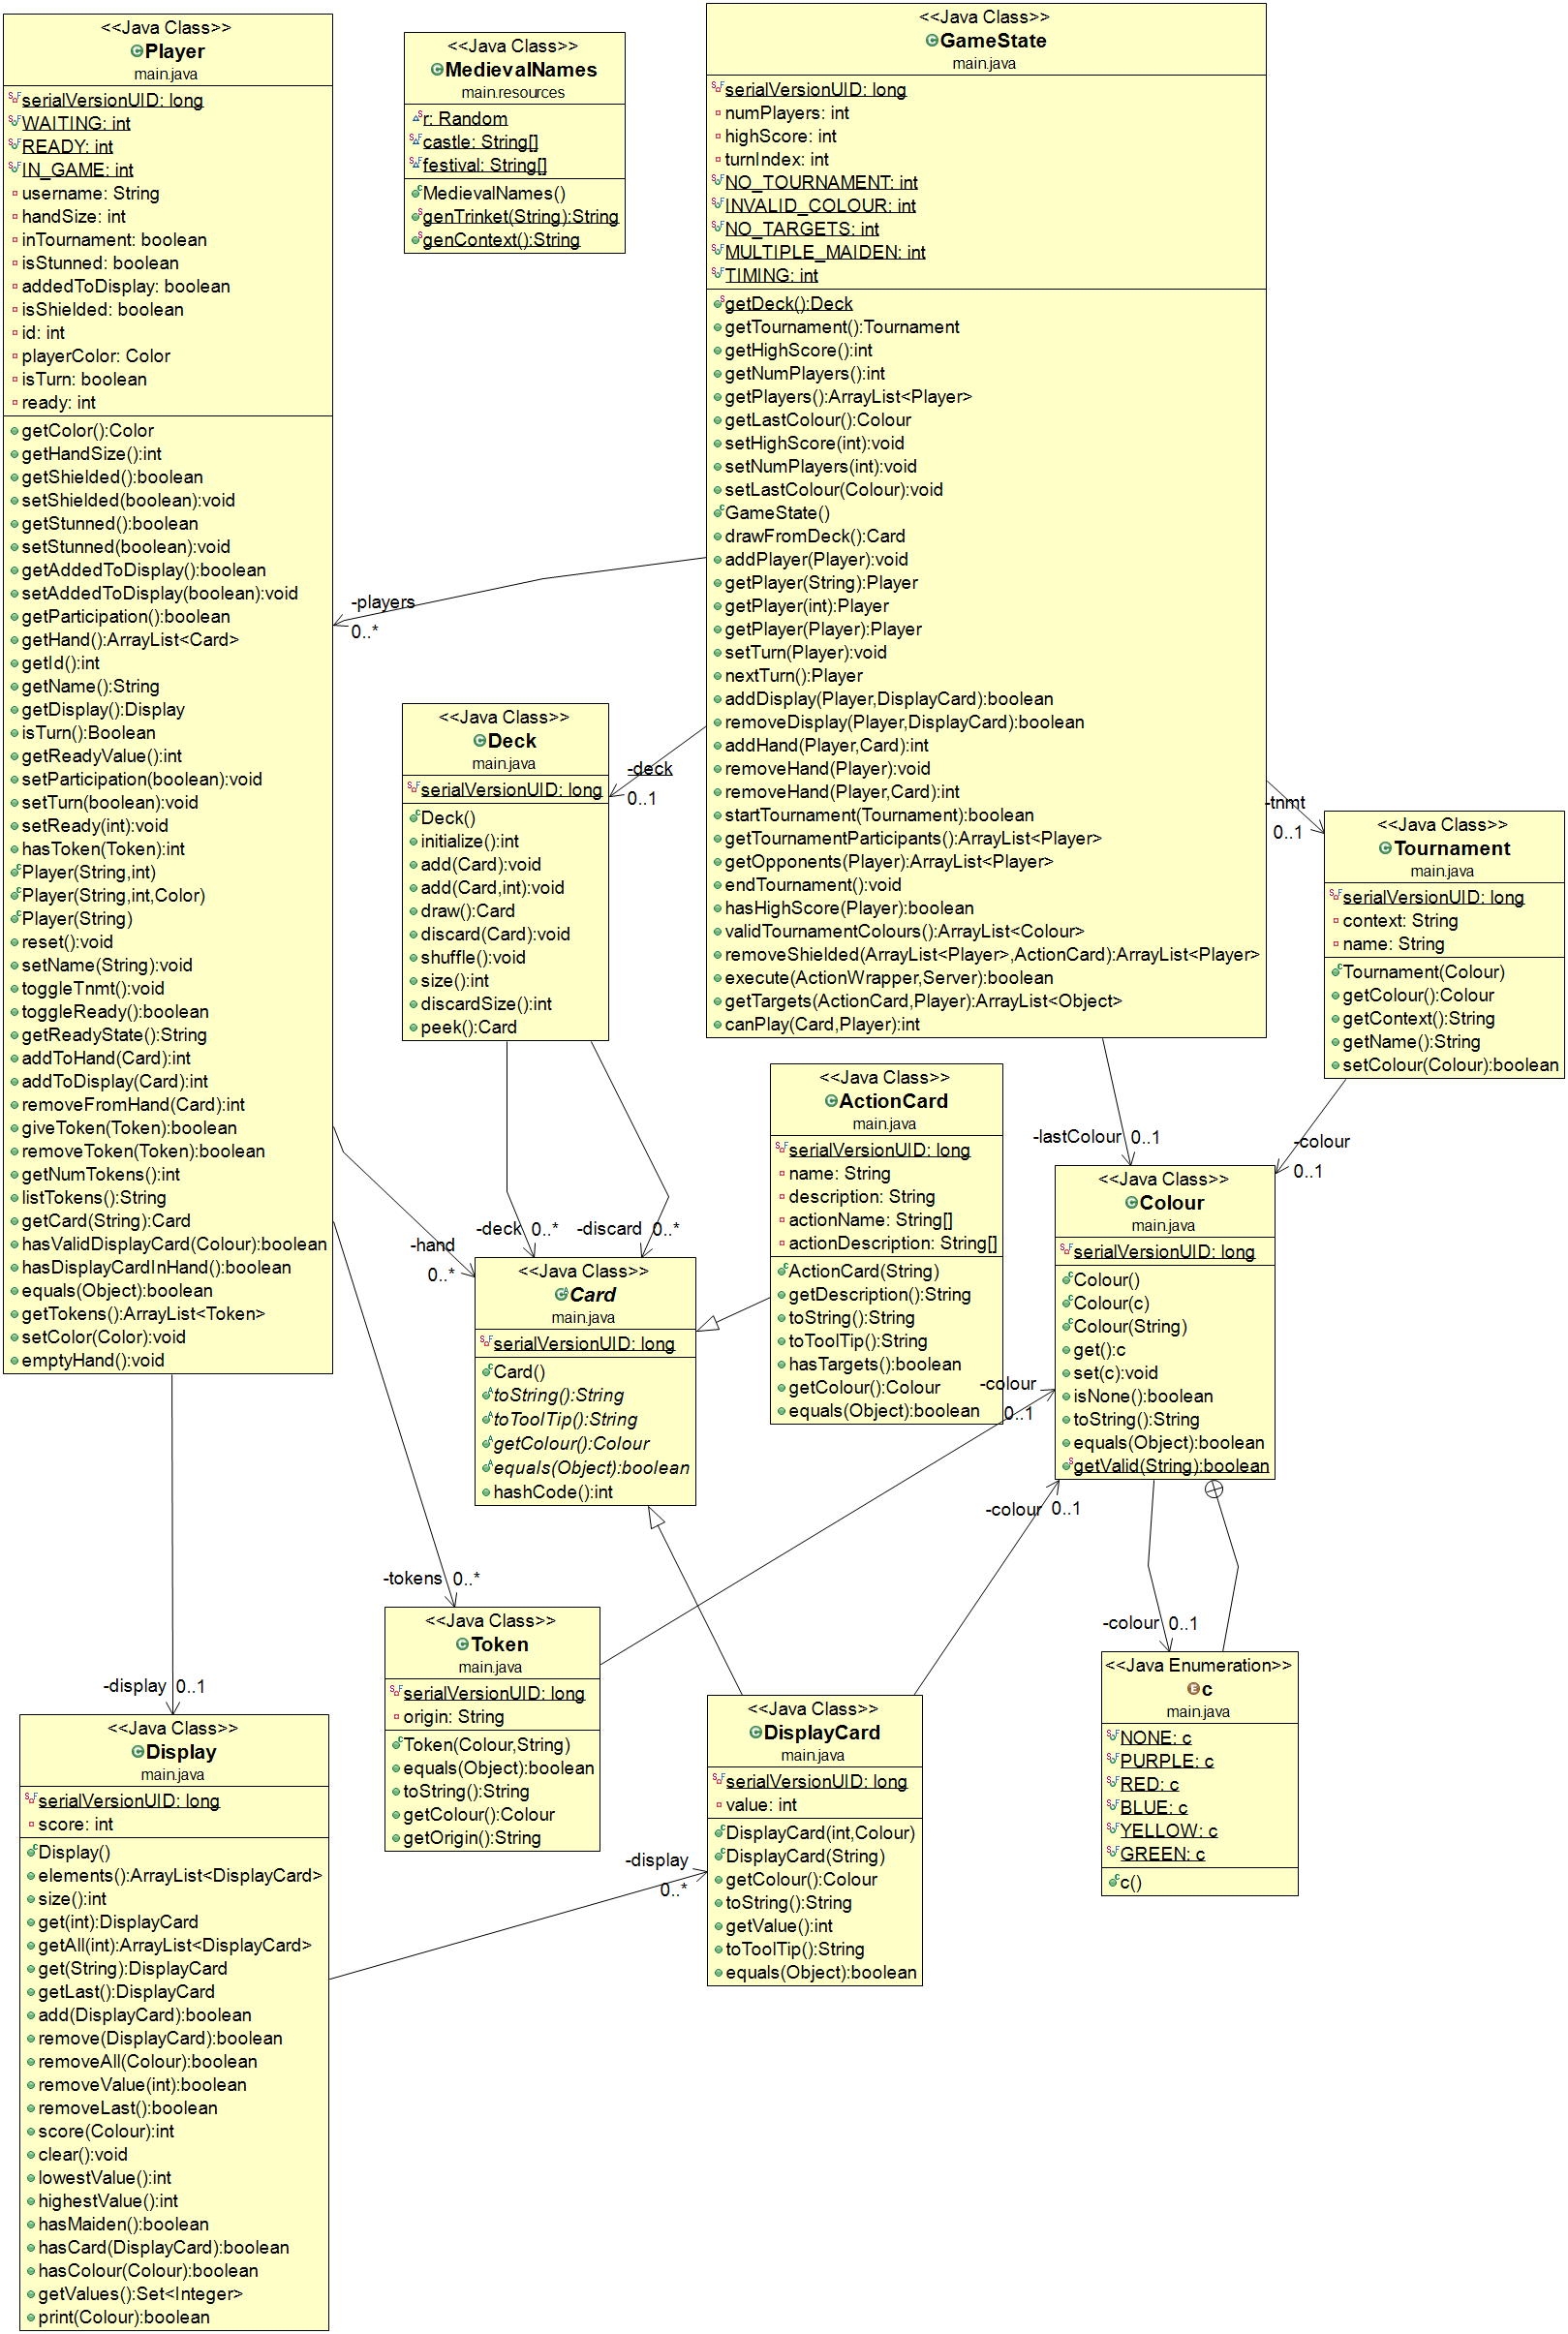 <<Java Class>>
Player
main.java
serialVersionUID: long
WAITING: int
READY: int
IN_GAME: int
username: String
handSize: int
inTournament: boolean
isStunned: boolean
addedToDisplay: boolean
isShielded: boolean
id: int
playerColor: Color
isTurn: boolean
ready: int
getColor():Color
getHandSize():int
getShielded():boolean
setShielded(boolean):void
getStunned():boolean
setStunned(boolean):void
getAddedToDisplay():boolean
setAddedToDisplay(boolean):void
getParticipation():boolean
getHand():ArrayList<Card>
getId():int
getName():String
getDisplay():Display
isTurn():Boolean
getReadyValue():int
setParticipation(boolean):void
setTurn(boolean):void
setReady(int):void
hasToken(Token):int
Player(String,int)
Player(String,int,Color)
Player(String)
reset():void
setName(String):void
toggleTnmt():void
toggleReady():boolean
getReadyState():String
addToHand(Card):int
addToDisplay(Card):int
removeFromHand(Card):int
giveToken(Token):boolean
removeToken(Token):boolean
getNumTokens():int
listTokens():String
getCard(String):Card
hasValidDisplayCard(Colour):boolean
hasDisplayCardInHand():boolean
equals(Object):boolean
getTokens():ArrayList<Token>
setColor(Color):void
emptyHand():void
<<Java Class>>
MedievalNames
main.resources
r: Random
castle: String[]
festival: String[]
MedievalNames()
genTrinket(String):String
genContext():String
<<Java Class>>
GameState
main.java
serialVersionUID: long
numPlayers: int
highScore: int
turnIndex: int
NO_TOURNAMENT: int
INVALID_COLOUR: int
NO_TARGETS: int
MULTIPLE_MAIDEN: int
TIMING: int
getDeck():Deck
getTournament():Tournament
getHighScore():int
getNumPlayers():int
getPlayers():ArrayList<Player>
getLastColour():Colour
setHighScore(int):void
setNumPlayers(int):void
setLastColour(Colour):void
GameState()
drawFromDeck():Card
addPlayer(Player):void
getPlayer(String):Player
getPlayer(int):Player
getPlayer(Player):Player
setTurn(Player):void
nextTurn():Player
addDisplay(Player,DisplayCard):boolean
removeDisplay(Player,DisplayCard):boolean
addHand(Player,Card):int
removeHand(Player):void
removeHand(Player,Card):int
startTournament(Tournament):boolean
getTournamentParticipants():ArrayList<Player>
getOpponents(Player):ArrayList<Player>
endTournament():void
hasHighScore(Player):boolean
validTournamentColours():ArrayList<Colour>
removeShielded(ArrayList<Player>,ActionCard):ArrayList<Player>
execute(ActionWrapper,Server):boolean
getTargets(ActionCard,Player):ArrayList<Object>
canPlay(Card,Player):int
-players
0..*
-deck
0..1
-tnmt
0..1
<<Java Class>>
Deck
main.java
serialVersionUID: long
Deck()
initialize():int
add(Card):void
add(Card,int):void
draw():Card
discard(Card):void
shuffle():void
size():int
discardSize():int
peek():Card
<<Java Class>>
Tournament
main.java
serialVersionUID: long
context: String
name: String
Tournament(Colour)
getColour():Colour
getContext():String
getName():String
setColour(Colour):boolean
-lastColour 0..1
-colour
0..1
<<Java Class>>
ActionCard
main.java
serialVersionUID: long
name: String
description: String
actionName: String[]
actionDescription: String[]
ActionCard(String)
getDescription():String
toString():String
toToolTip():String
hasTargets():boolean
getColour():Colour
equals(Object):boolean
-deck 0..*
-discard 0..*
-hand
0..*
<<Java Class>>
Card
main.java
serialVersionUID: long
Card()
toString():String
toToolTip():String
getColour():Colour
equals(Object):boolean
hashCode():int
<<Java Class>>
Colour
main.java
serialVersionUID: long
Colour()
Colour(c)
Colour(String)
get():c
set(c):void
isNone():boolean
toString():String
equals(Object):boolean
getValid(String):boolean
-colour
0..1
-colour 0..1
-colour 0..1
-tokens 0..*
<<Java Class>>
Token
main.java
serialVersionUID: long
origin: String
Token(Colour,String)
equals(Object):boolean
toString():String
getColour():Colour
getOrigin():String
<<Java Enumeration>>
c
main.java
NONE: c
PURPLE: c
RED: c
BLUE: c
YELLOW: c
GREEN: c
c()
<<Java Class>>
DisplayCard
main.java
serialVersionUID: long
value: int
DisplayCard(int,Colour)
DisplayCard(String)
getColour():Colour
toString():String
getValue():int
toToolTip():String
equals(Object):boolean
-display 0..1
-display
0..*
<<Java Class>>
Display
main.java
serialVersionUID: long
score: int
Display()
elements():ArrayList<DisplayCard>
size():int
get(int):DisplayCard
getAll(int):ArrayList<DisplayCard>
get(String):DisplayCard
getLast():DisplayCard
add(DisplayCard):boolean
remove(DisplayCard):boolean
removeAll(Colour):boolean
removeValue(int):boolean
removeLast():boolean
score(Colour):int
clear():void
lowestValue():int
highestValue():int
hasMaiden():boolean
hasCard(DisplayCard):boolean
hasColour(Colour):boolean
getValues():Set<Integer>
print(Colour):boolean